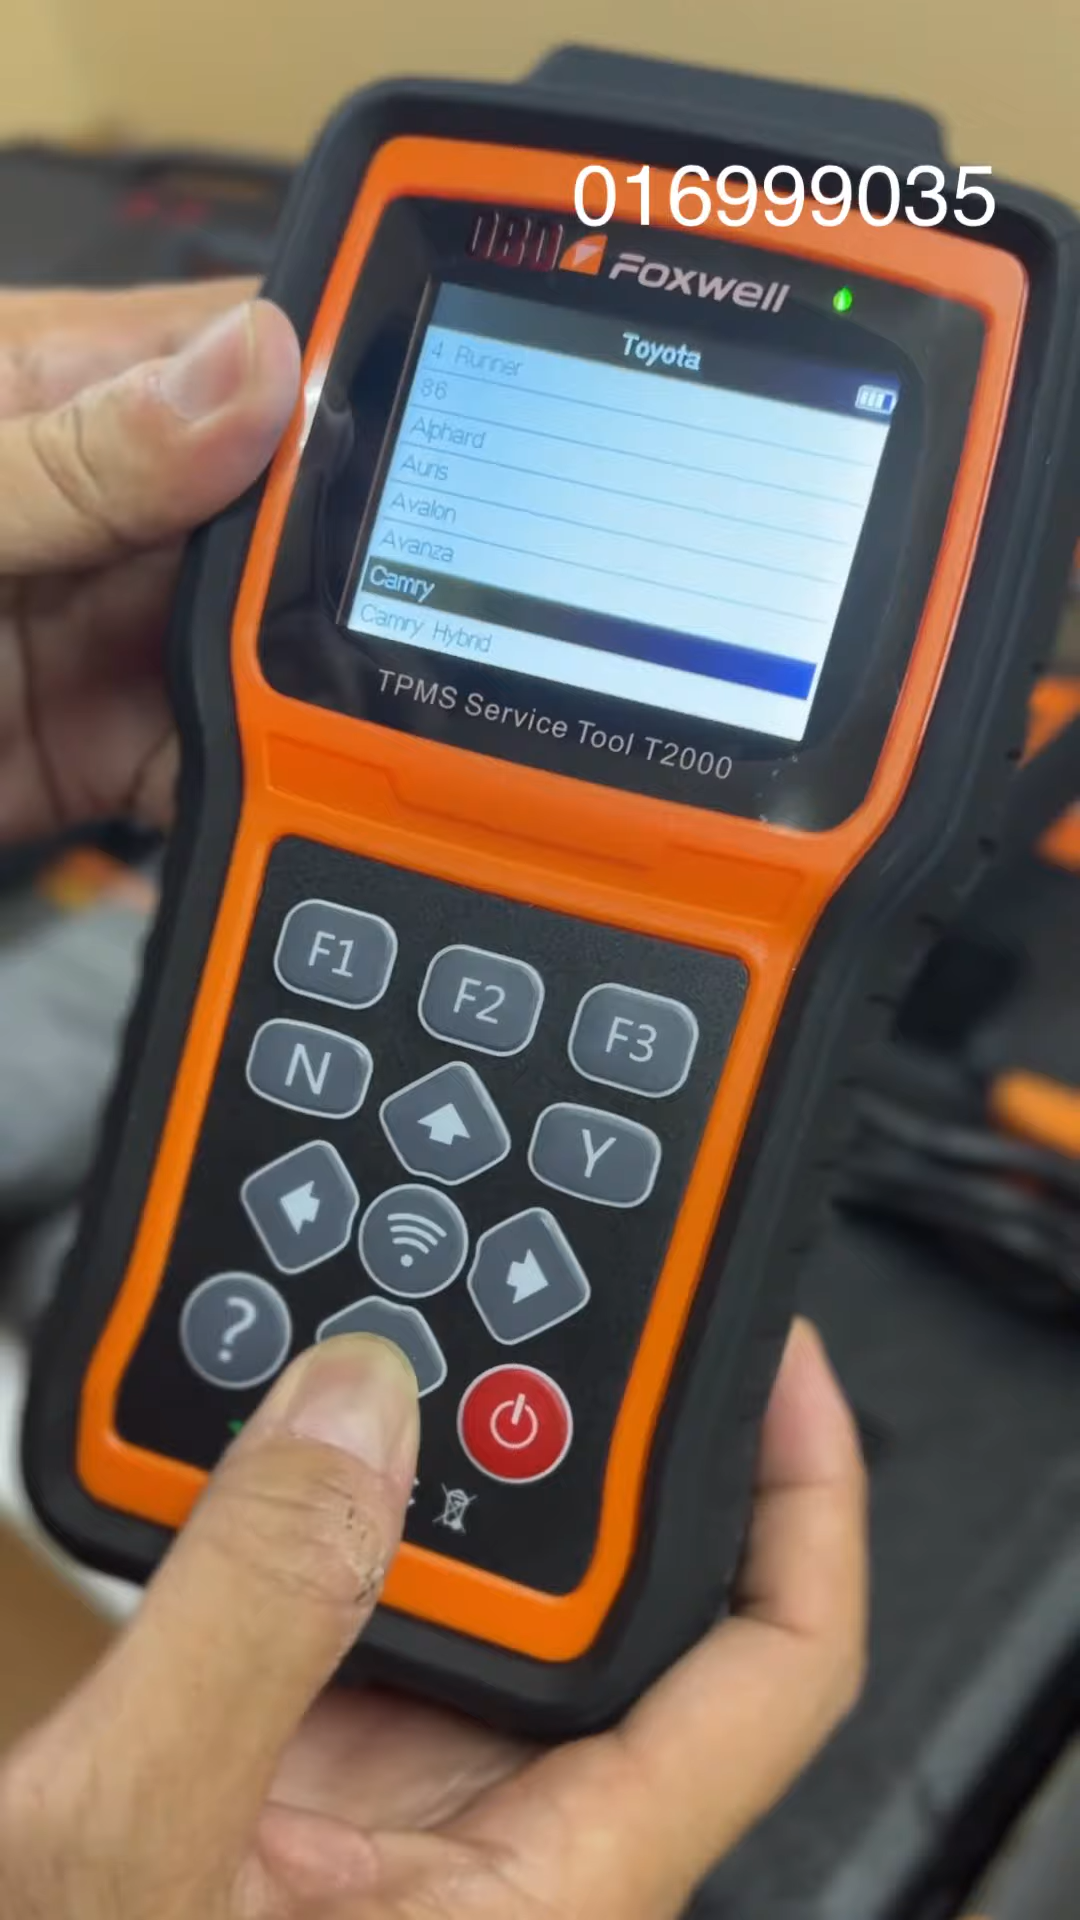 016999035
OBD
Foxwell
Toyota
4 Runner
86
Alphard
Auris
Avalon
Avanza
Camry
Camry Hybrid
TPMS Service Tool T2000
F1
F2
F3
N
Y
?